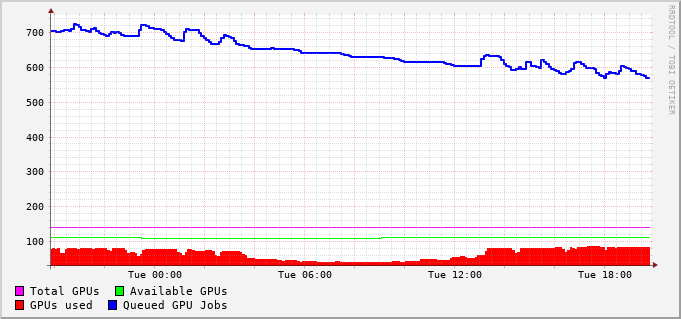 700
600
500
400
300
200
100
Tue 00:00 Tue 06:00 Tue 12:00 Tue 18:00
Total GPUs Available GPUs
GPUs used Queued GPU Jobs
RRDTOOL / TOBI OETIKER